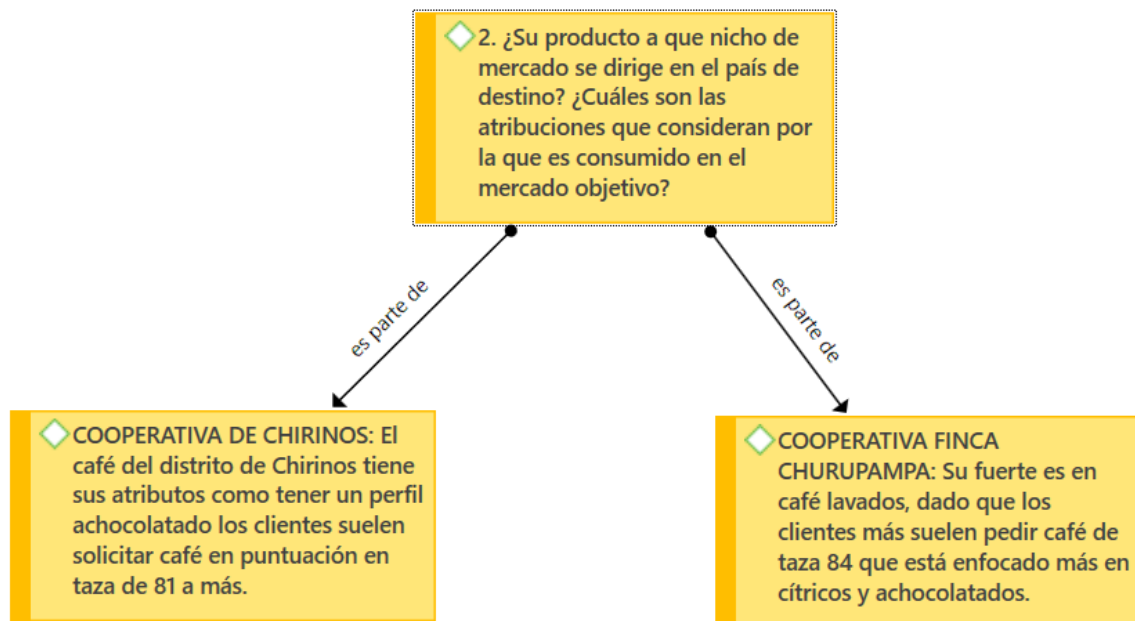 2. ¿Su producto a que nicho de
mercado se dirige en el país de
destino? ¿Cuáles son las
atribuciones que consideran por
la que es consumido en el
mercado objetivo?
es parte de
es parte de
COOPERATIVA DE CHIRINOS: El
café del distrito de Chirinos tiene
sus atributos como tener un perfil
achocolatado los clientes suelen
solicitar café en puntuación en
taza de 81 a más.
COOPERATIVA FINCA
CHURUPAMPA: Su fuerte es en
café lavados, dado que los
clientes más suelen pedir café de
taza 84 que está enfocado más en
cítricos y achocolatados.